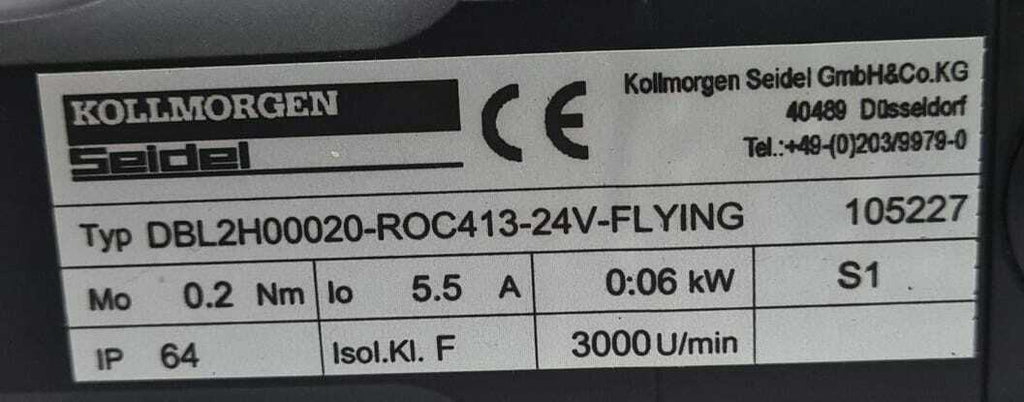 KOLLMORGEN
Seidel
CE
Kollmorgen Seidel GmbH&Co.KG
40489 Düsseldorf
Tel.:+49-(0)203/9979-0
Typ DBL2H00020-ROC413-24V-FLYING 105227
Mo 0.2 Nm Io 5.5 A 0:06 kW S1
IP 64 Isol.Kl. F 3000 U/min